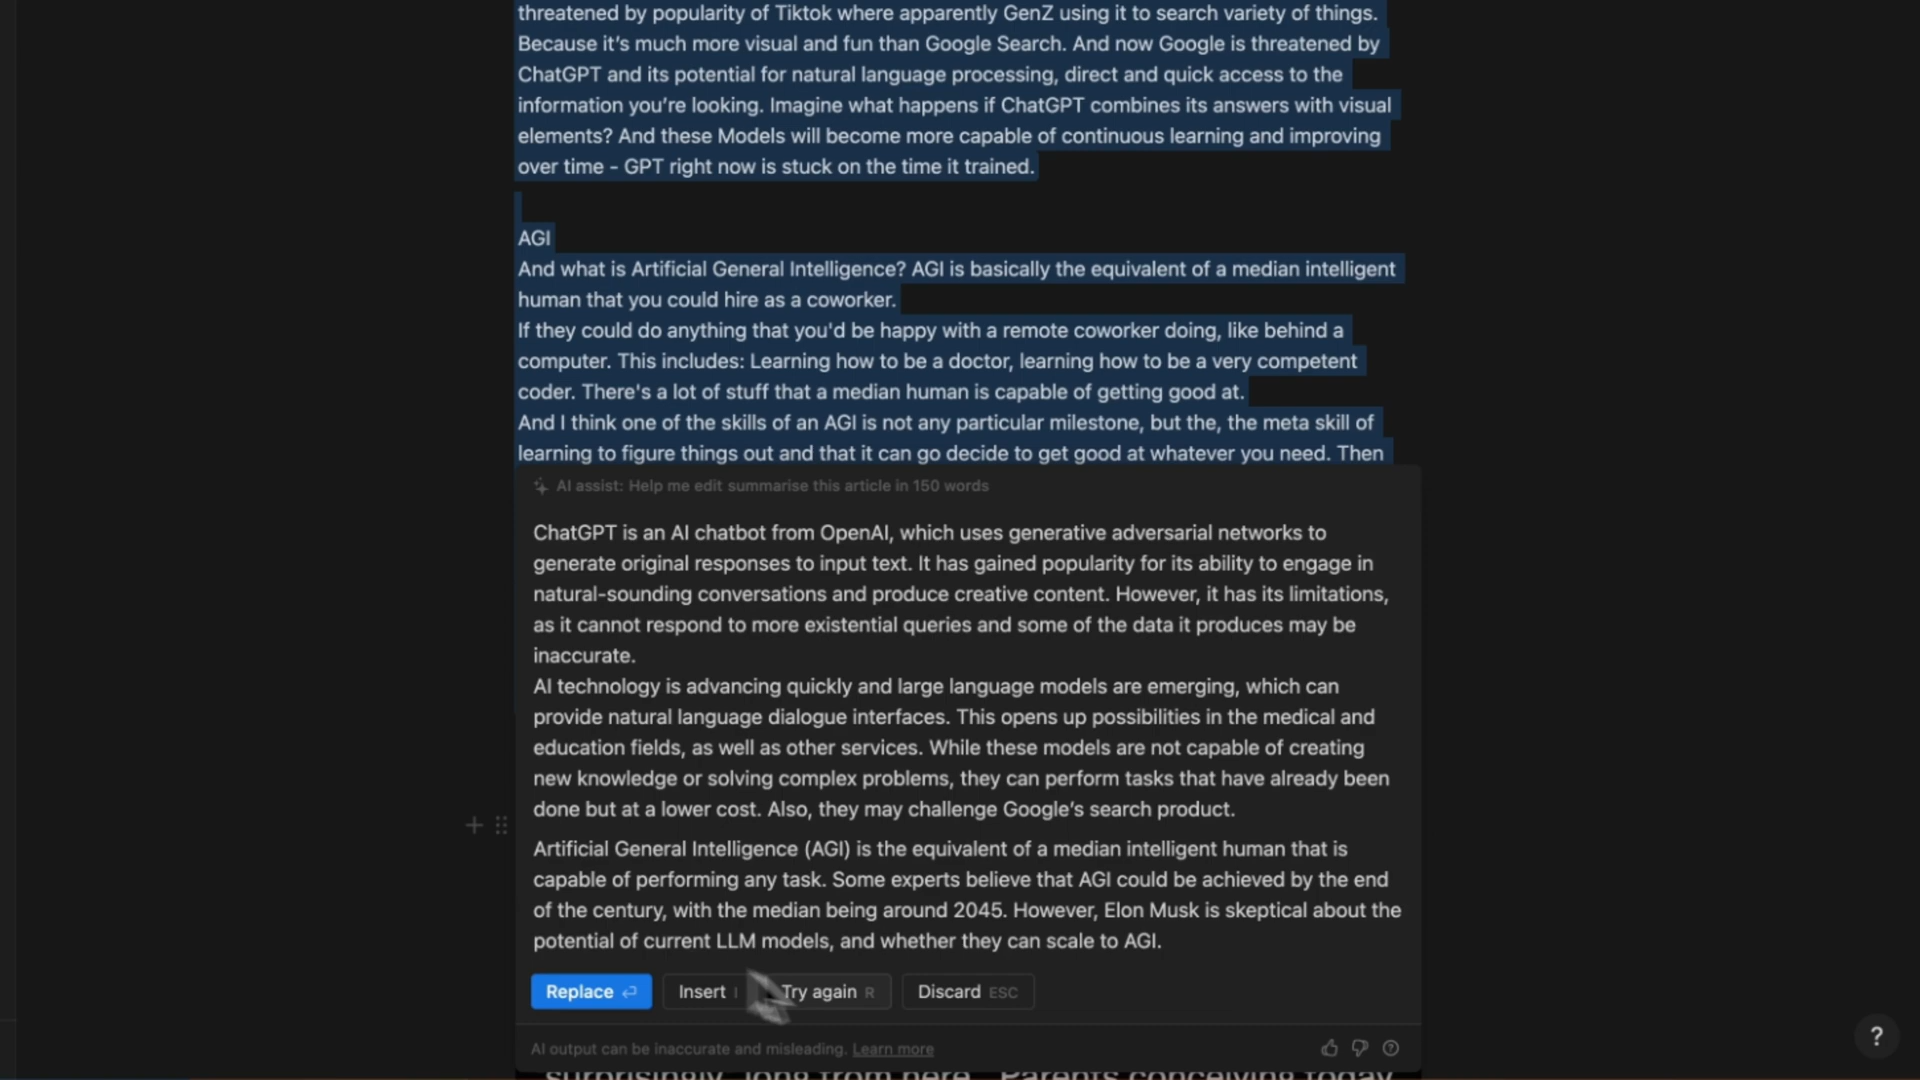 threatened by popularity of Tiktok where apparently GenZ using it to search variety of things.
Because it's much more visual and fun than Google Search. And now Google is threatened by
ChatGPT and its potential for natural language processing, direct and quick access to the
information you're looking. Imagine what happens if ChatGPT combines its answers with visual
elements? And these Models will become more capable of continuous learning and improving
over time - GPT right now is stuck on the time it trained.
AGI
And what is Artificial General Intelligence? AGI is basically the equivalent of a median intelligent
human that you could hire as a coworker.
If they could do anything that you'd be happy with a remote coworker doing, like behind a
computer. This includes: Learning how to be a doctor, learning how to be a very competent
coder. There's a lot of stuff that a median human is capable of getting good at.
And I think one of the skills of an AGI is not any particular milestone, but the, the meta skill of
learning to figure things out and that it can go decide to get good at whatever you need. Then
AI assist: Help me edit summarise this article in 150 words
ChatGPT is an AI chatbot from OpenAI, which uses generative adversarial networks to
generate original responses to input text. It has gained popularity for its ability to engage in
natural-sounding conversations and produce creative content. However, it has its limitations,
as it cannot respond to more existential queries and some of the data it produces may be
inaccurate.
AI technology is advancing quickly and large language models are emerging, which can
provide natural language dialogue interfaces. This opens up possibilities in the medical and
education fields, as well as other services. While these models are not capable of creating
new knowledge or solving complex problems, they can perform tasks that have already been
done but at a lower cost. Also, they may challenge Google's search product.
Artificial General Intelligence (AGI) is the equivalent of a median intelligent human that is
capable of performing any task. Some experts believe that AGI could be achieved by the end
of the century, with the median being around 2045. However, Elon Musk is skeptical about the
potential of current LLM models, and whether they can scale to AGI.
Replace Insert I Try again R Discard ESC
AI output can be inaccurate and misleading. Learn more
?
surprisingly, long from here. Parents conceiving today